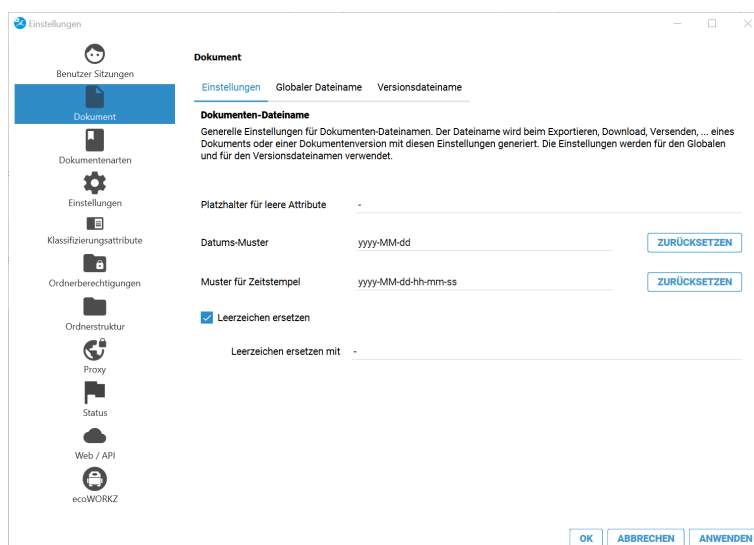 Einstellungen
Benutzer Sitzungen
Dokument
Dokumentenarten
Einstellungen
Klassifizierungsattribute
Ordnerberechtigungen
Ordnerstruktur
Proxy
Status
Web / API
ecoWORKZ
Dokument
Einstellungen Globaler Dateiname Versionsdateiname
Dokumenten-Dateiname
Generelle Einstellungen für Dokumenten-Dateinamen. Der Dateiname wird beim Exportieren, Download, Versenden, ... eines
Dokuments oder einer Dokumentenversion mit diesen Einstellungen generiert. Die Einstellungen werden für den Globalen
und für den Versionsdateinamen verwendet.
Platzhalter für leere Attribute -
Datums-Muster yyyy-MM-dd ZURÜCKSETZEN
Muster für Zeitstempel yyyy-MM-dd-hh-mm-ss ZURÜCKSETZEN
Leerzeichen ersetzen
Leerzeichen ersetzen mit -
OK ABBRECHEN ANWENDEN